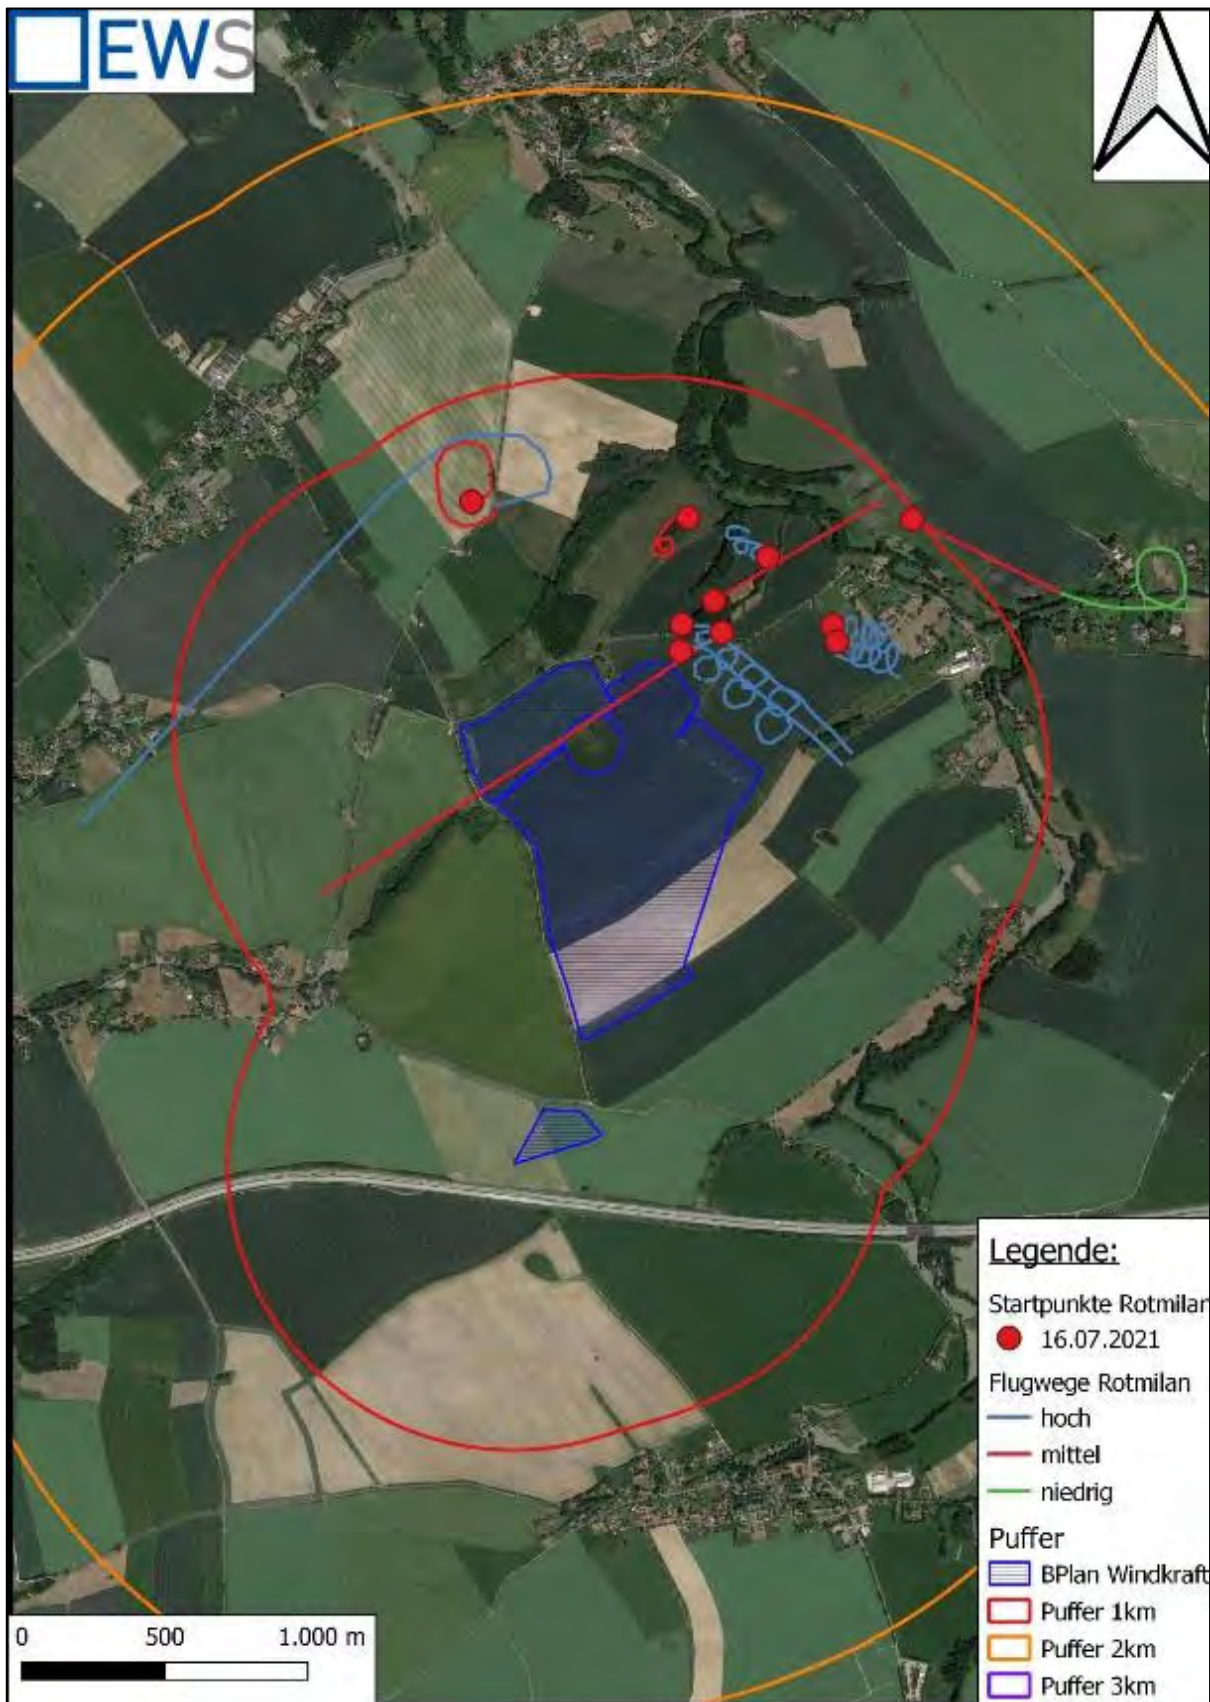 EWS
Legende:
Startpunkte Rotmilan
16.07.2021
Flugwege Rotmilan
hoch
mittel
niedrig
Puffer
BPlan Windkraft
Puffer 1km
Puffer 2km
Puffer 3km
0 500 1.000 m